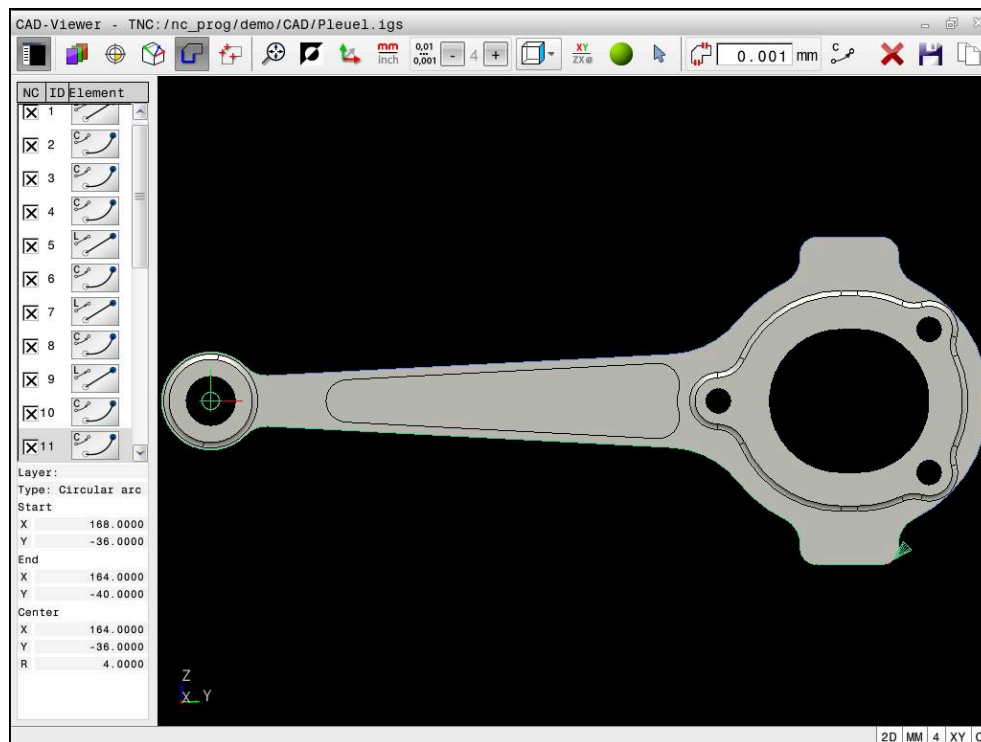 CAD-Viewer - TNC:/nc_prog/demo/CAD/Pleuel.igs
mm inch 0,01 0,001 - 4 + XY ZX 0.001 mm C
NC ID Element
1 L
2 C
3 C
4 C
5 L
6 C
7 L
8 C
9 L
10 C
11 C
Layer:
Type: Circular arc
Start
X 168.0000
Y -36.0000
End
X 164.0000
Y -40.0000
Center
X 164.0000
Y -36.0000
R 4.0000
Z
X Y
2D MM 4 XY